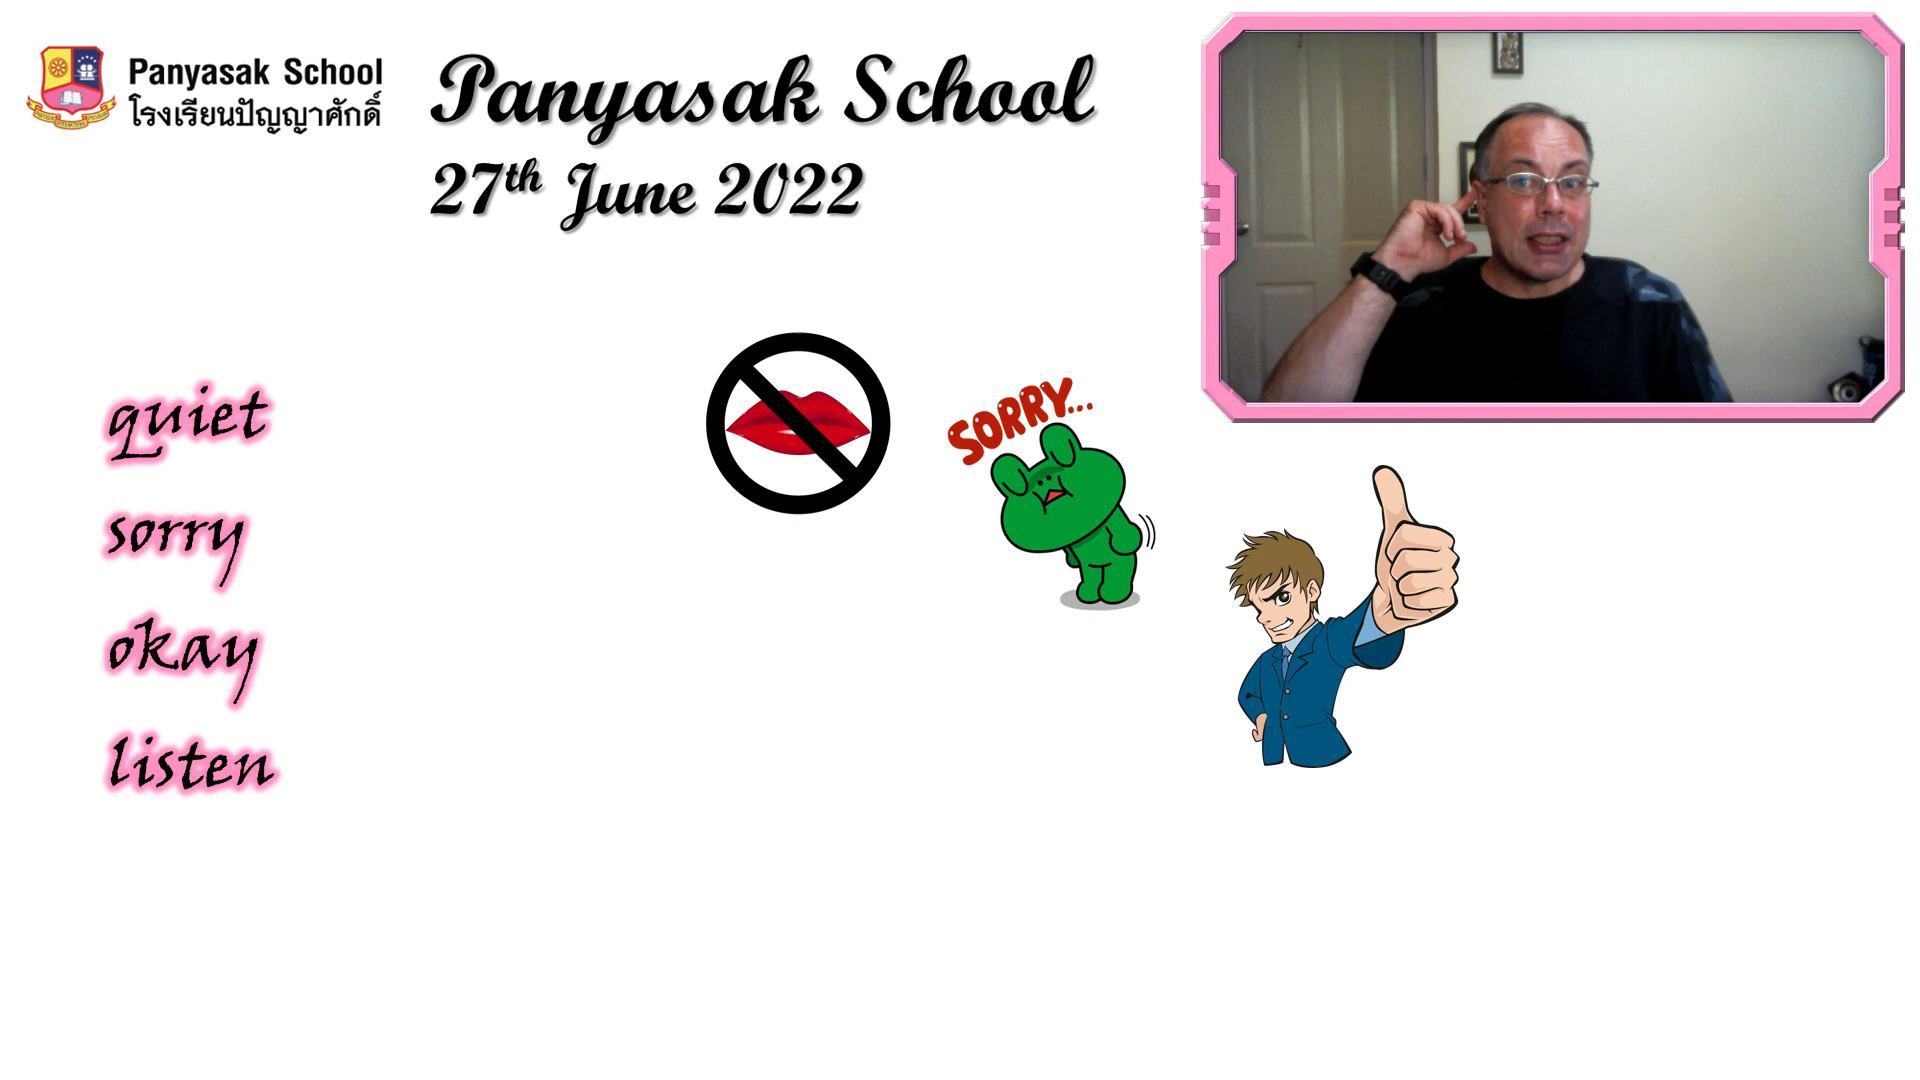 Panyasak School
โรงเรียนปัญญาศักดิ์
Panyasak School
27th June 2022
quiet
SORRY...
sorry
okay
listen